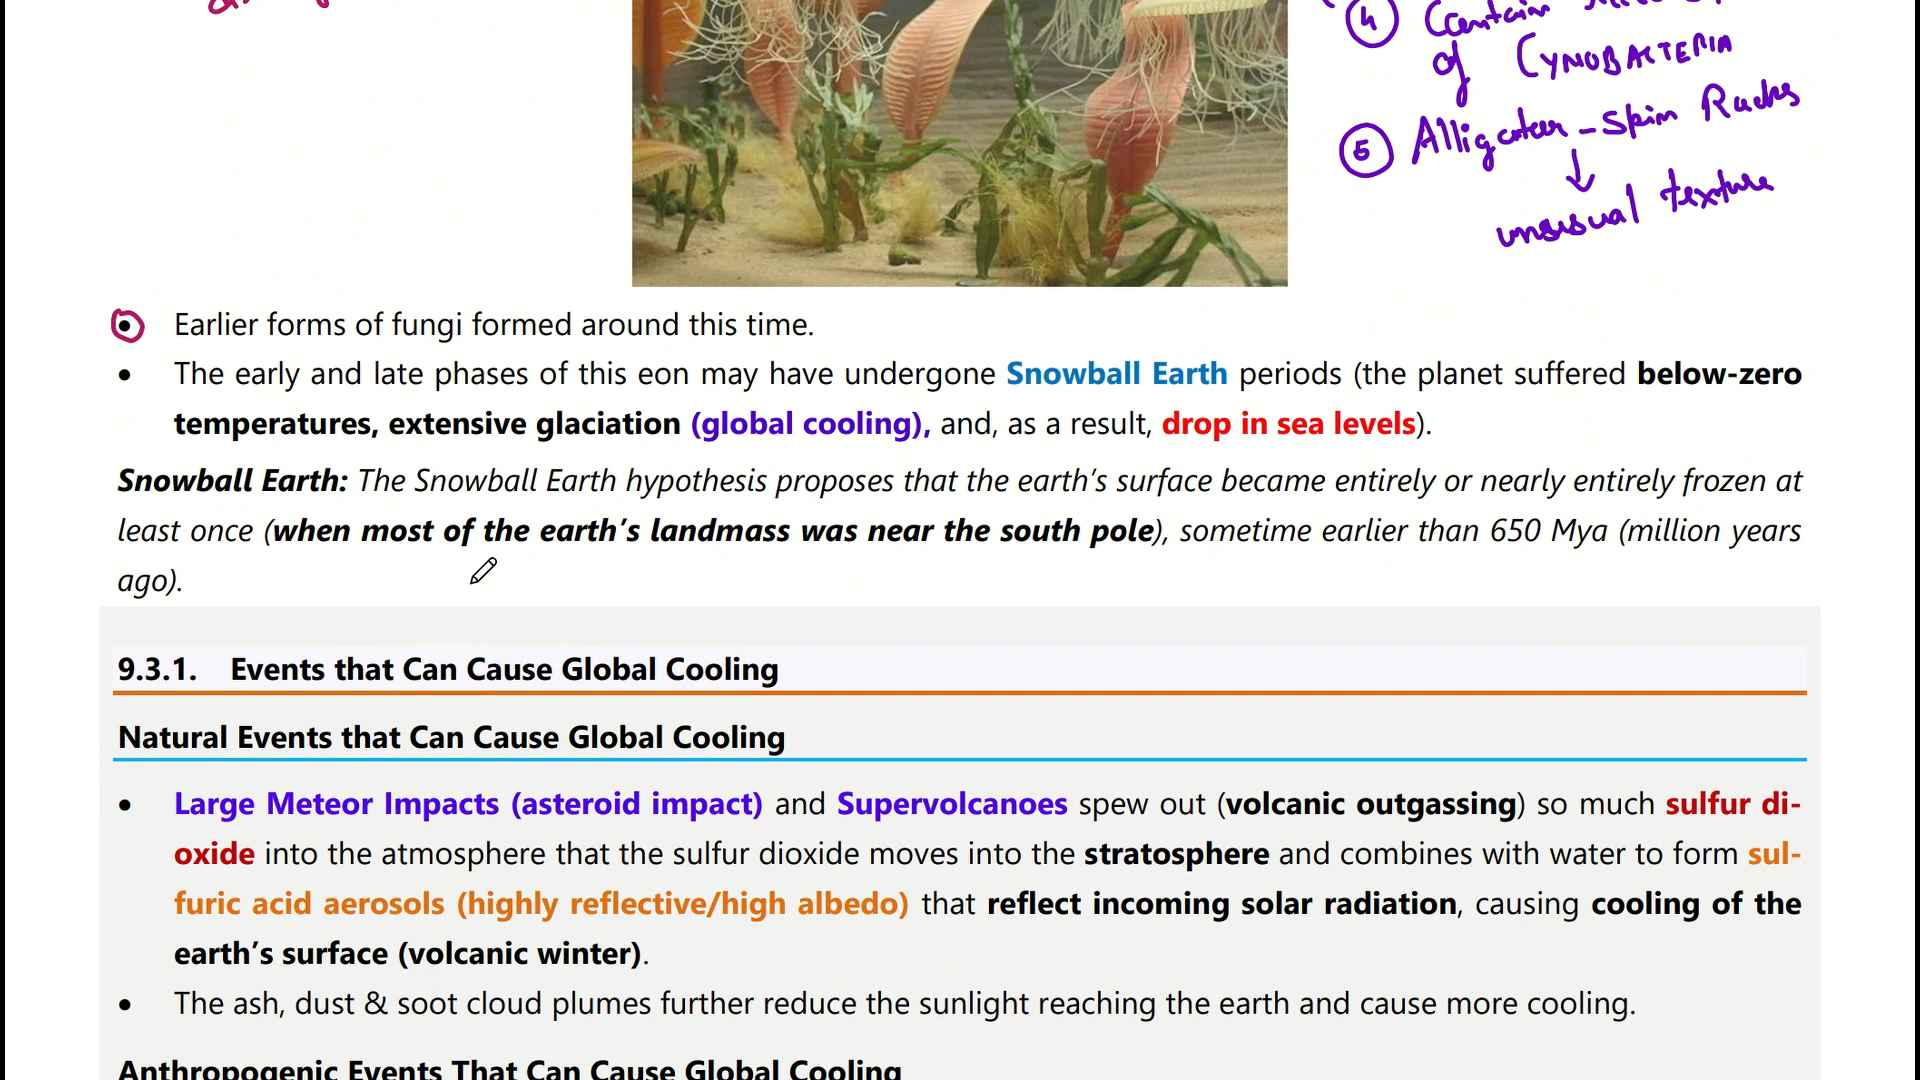 ④ Contain
of CYNOBACTERIA
⑤ Alligater-Skin Rocks
↓
unusual texture
• Earlier forms of fungi formed around this time.
• The early and late phases of this eon may have undergone Snowball Earth periods (the planet suffered below-zero
temperatures, extensive glaciation (global cooling), and, as a result, drop in sea levels).
Snowball Earth: The Snowball Earth hypothesis proposes that the earth’s surface became entirely or nearly entirely frozen at
least once (when most of the earth’s landmass was near the south pole), sometime earlier than 650 Mya (million years
ago).
9.3.1. Events that Can Cause Global Cooling
Natural Events that Can Cause Global Cooling
• Large Meteor Impacts (asteroid impact) and Supervolcanoes spew out (volcanic outgassing) so much sulfur di-
oxide into the atmosphere that the sulfur dioxide moves into the stratosphere and combines with water to form sul-
furic acid aerosols (highly reflective/high albedo) that reflect incoming solar radiation, causing cooling of the
earth’s surface (volcanic winter).
• The ash, dust & soot cloud plumes further reduce the sunlight reaching the earth and cause more cooling.
Anthropogenic Events That Can Cause Global Cooling